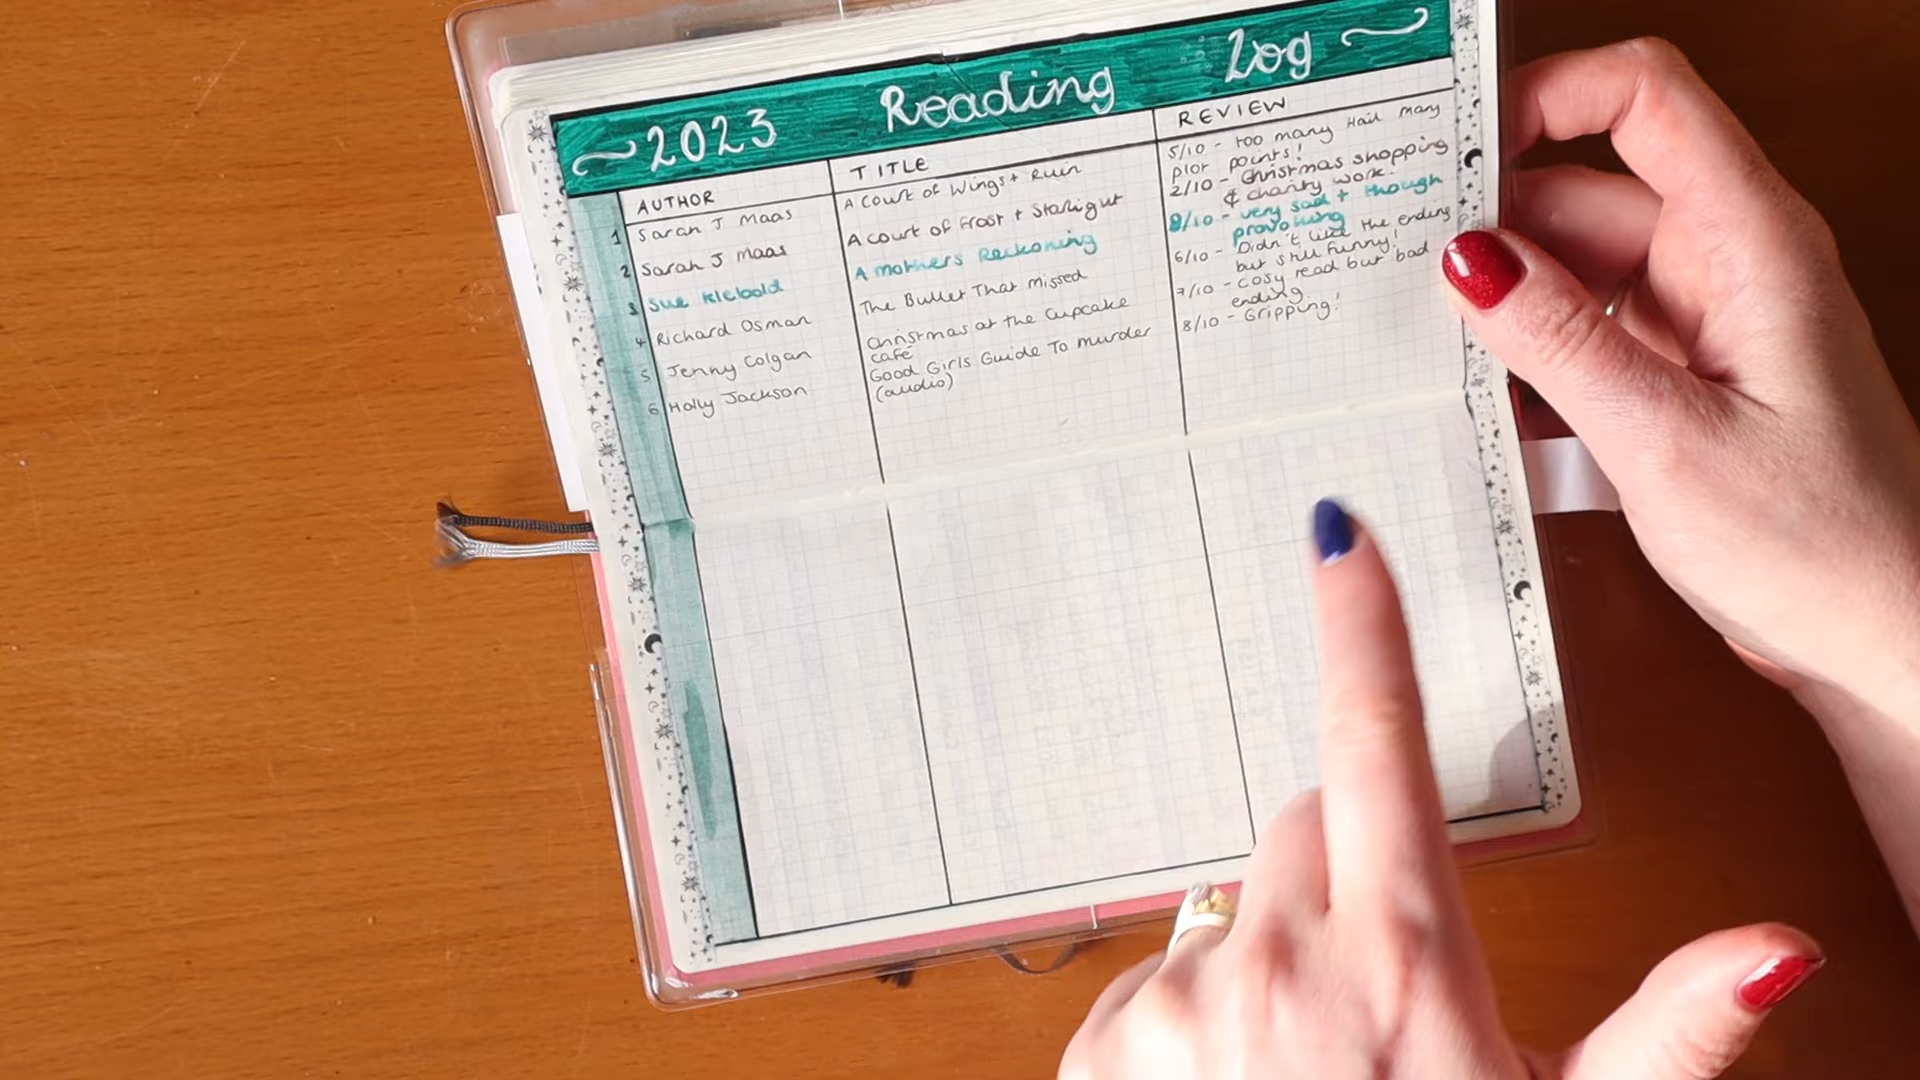 2023 Reading Log
AUTHOR TITLE REVIEW
1 Sarah J Maas A Court of Wings + Ruin 5/10 - too many Hail Mary
plot points!
2 Sarah J Maas A Court of Frost + Starlight 2/10 - Christmas shopping
& charity work.
3 Sue Klebold A Mothers Reckoning 9/10 - very sad + though
provoking
4 Richard Osman The Bullet That Missed 6/10 - Didn't like the ending
but still funny!
5 Jenny Colgan Christmas at the Cupcake 7/10 - cosy read but bad
café ending
6 Holly Jackson Good Girls Guide To Murder 8/10 - Gripping!
(audio)